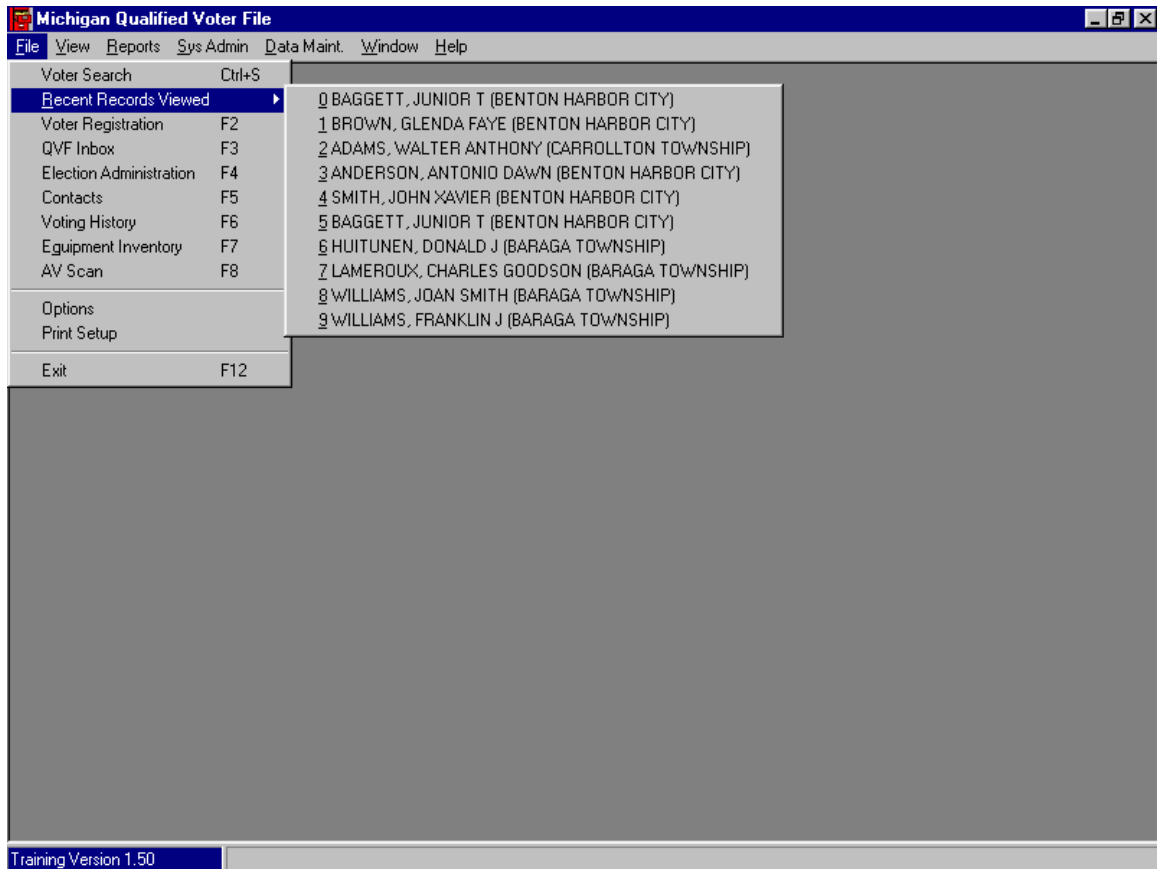 Michigan Qualified Voter File
File View Reports Sys Admin Data Maint. Window Help
Voter Search Ctrl+S
Recent Records Viewed
Voter Registration F2
QVF Inbox F3
Election Administration F4
Contacts F5
Voting History F6
Equipment Inventory F7
AV Scan F8
Options
Print Setup
Exit F12
0 BAGGETT, JUNIOR T (BENTON HARBOR CITY)
1 BROWN, GLENDA FAYE (BENTON HARBOR CITY)
2 ADAMS, WALTER ANTHONY (CARROLLTON TOWNSHIP)
3 ANDERSON, ANTONIO DAWN (BENTON HARBOR CITY)
4 SMITH, JOHN XAVIER (BENTON HARBOR CITY)
5 BAGGETT, JUNIOR T (BENTON HARBOR CITY)
6 HUITUNEN, DONALD J (BARAGA TOWNSHIP)
7 LAMEROUX, CHARLES GOODSON (BARAGA TOWNSHIP)
8 WILLIAMS, JOAN SMITH (BARAGA TOWNSHIP)
9 WILLIAMS, FRANKLIN J (BARAGA TOWNSHIP)
Training Version 1.50